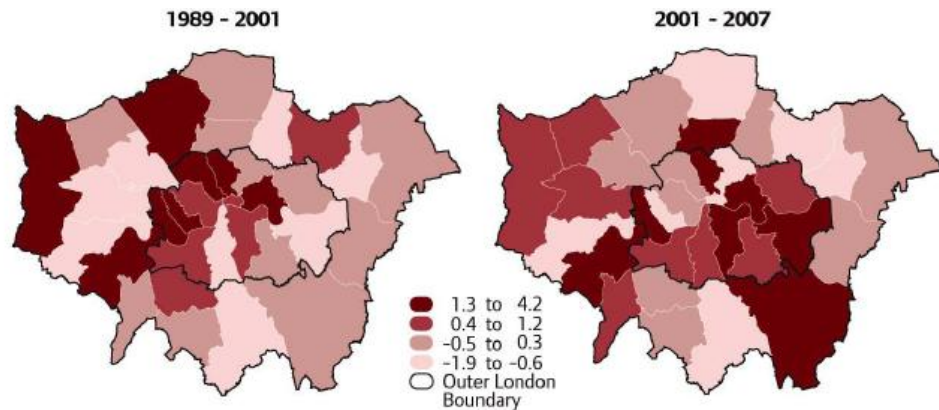 1989 - 2001
2001 - 2007
1.3 to 4.2
0.4 to 1.2
-0.5 to 0.3
-1.9 to -0.6
Outer London
Boundary